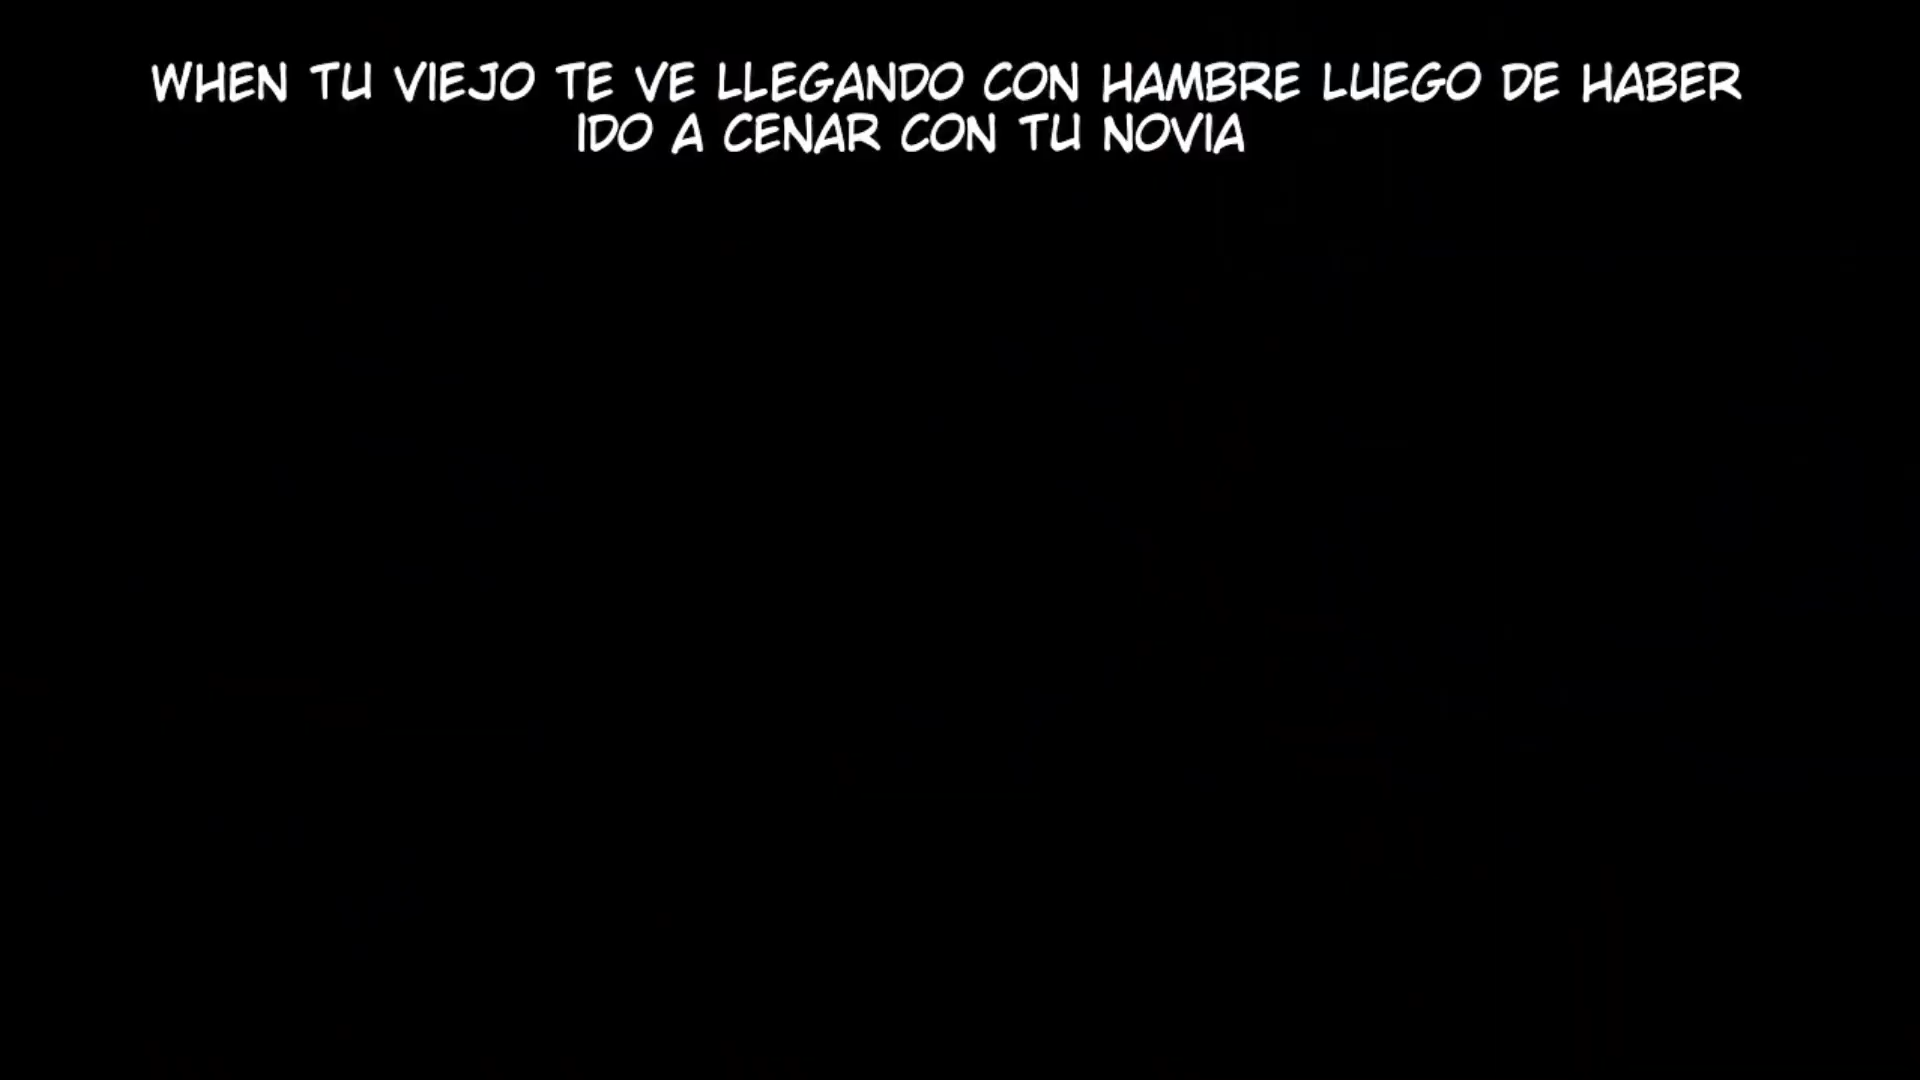 WHEN TU VIEJO TE VE LLEGANDO CON HAMBRE LUEGO DE HABER
IDO A CENAR CON TU NOVIA